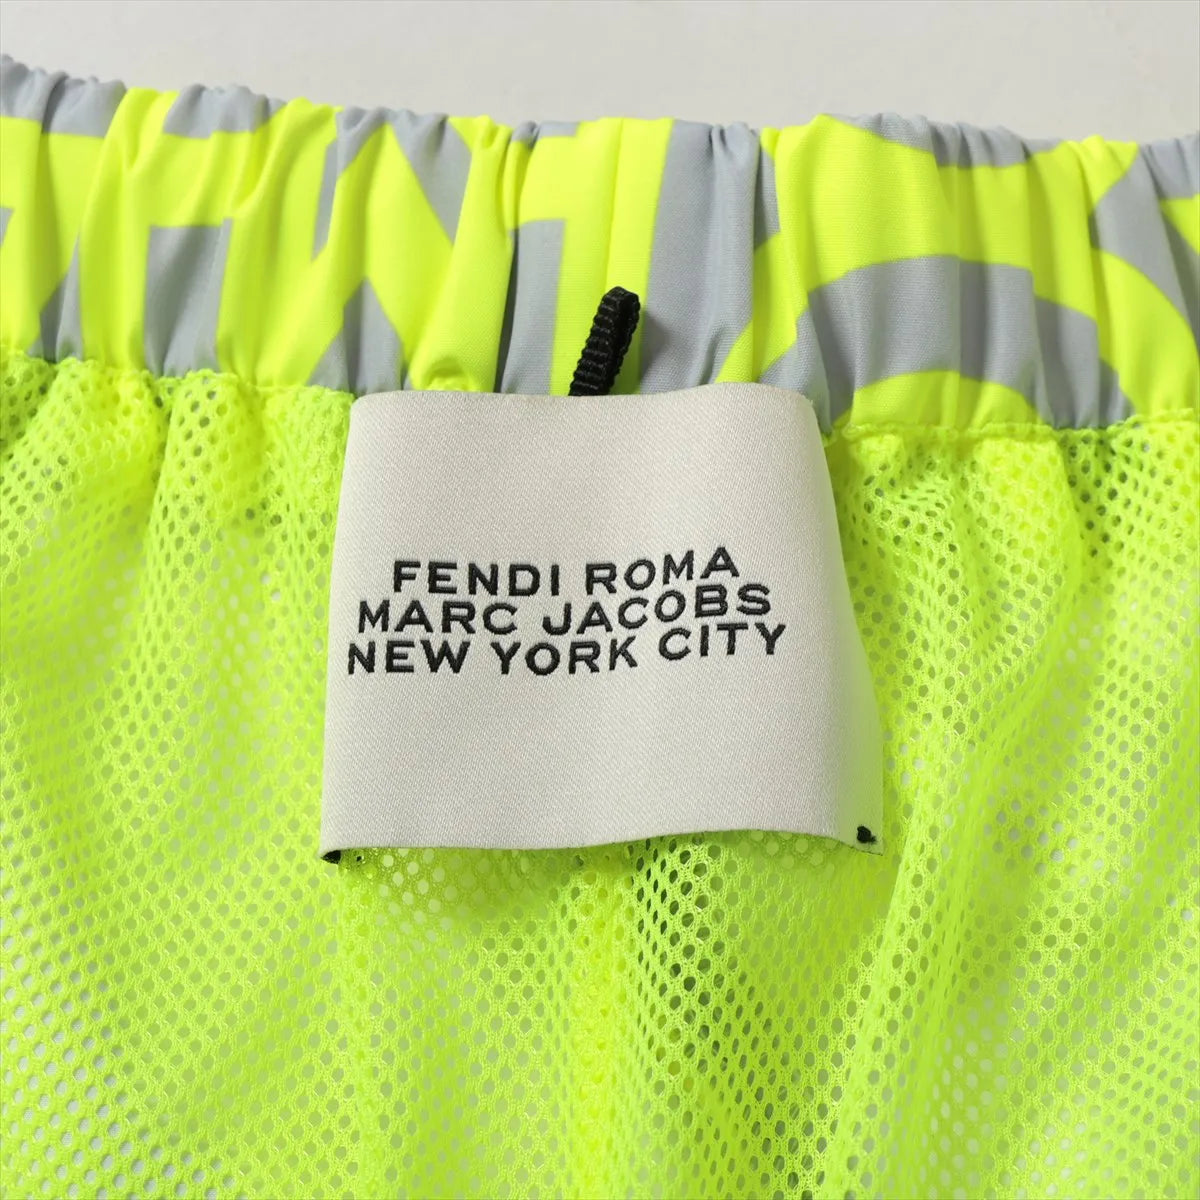 FENDI ROMA
MARC JACOBS
NEW YORK CITY